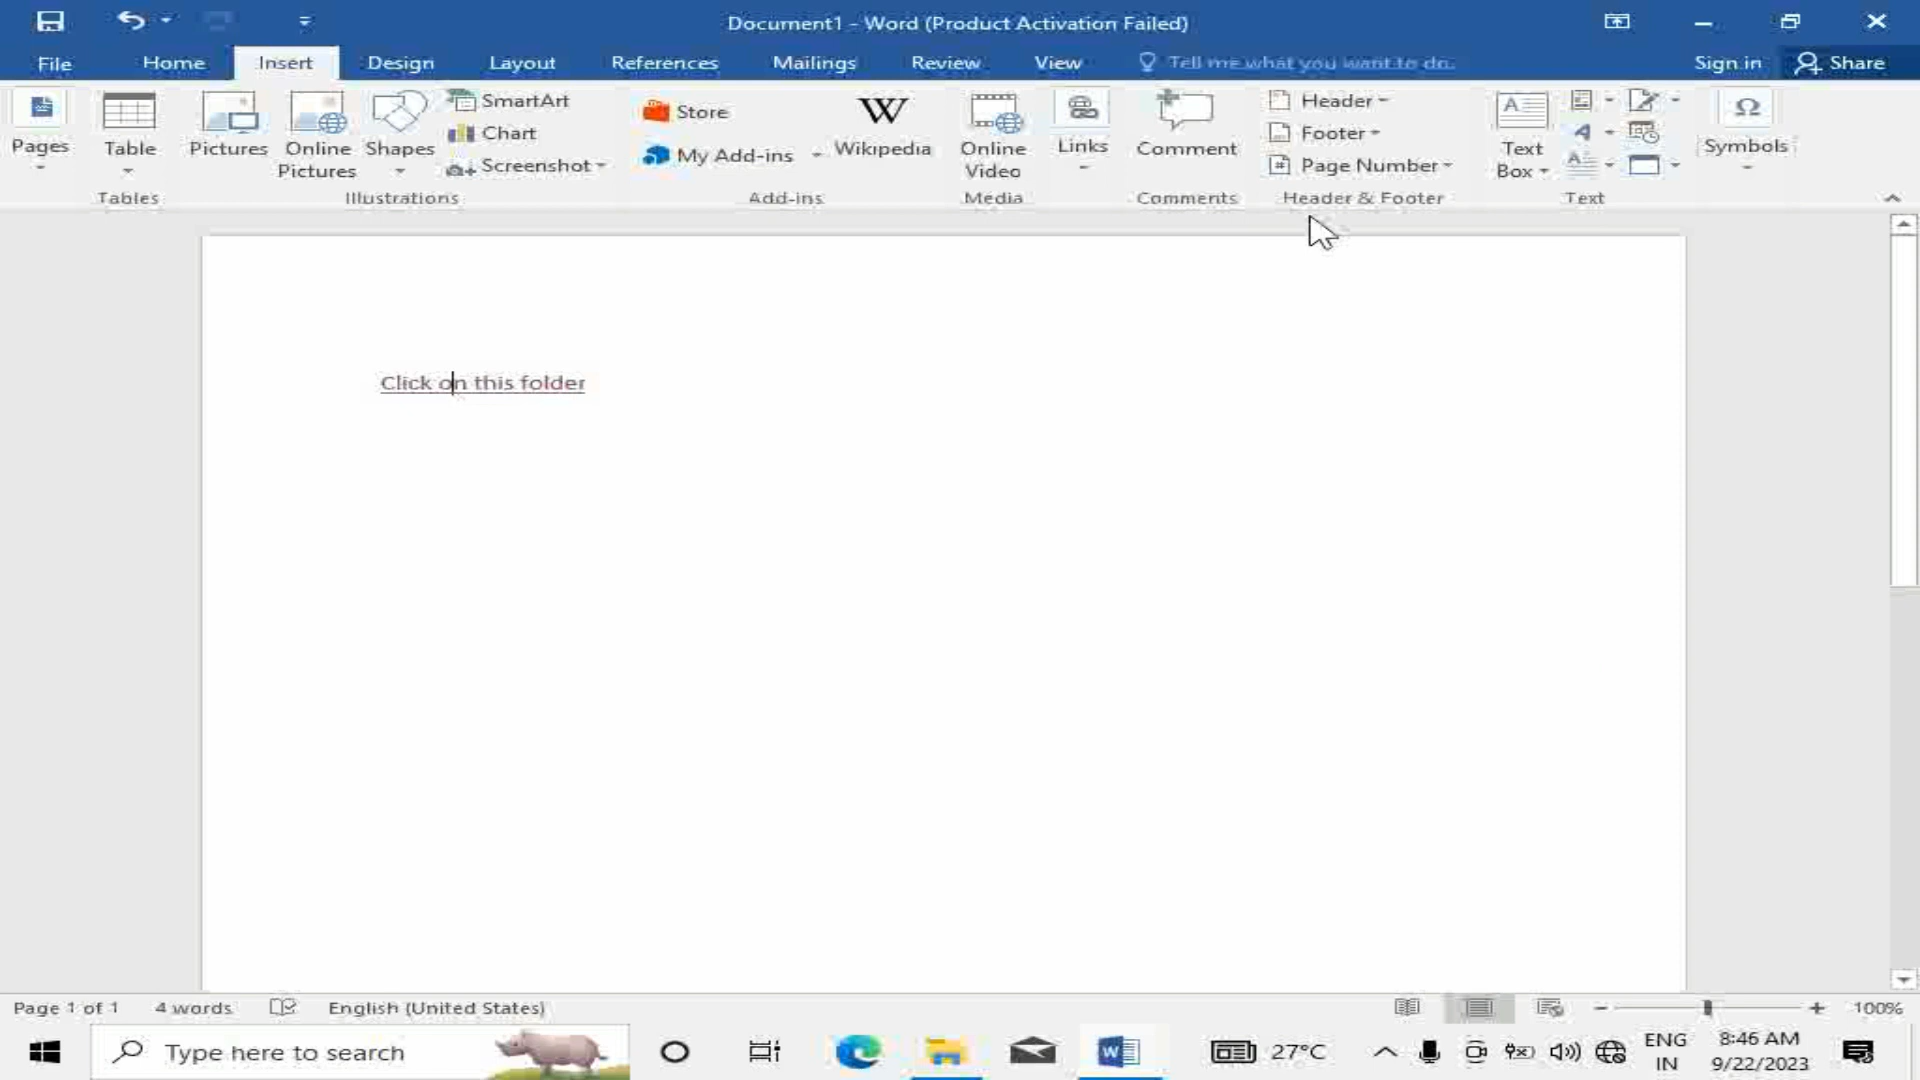 Document1 - Word (Product Activation Failed)
File Home Insert Design Layout References Mailings Review View Tell me what you want to do. Sign in Share
Pages
Table
Pictures
Online
Pictures
Shapes
SmartArt
Chart
Screenshot
Store
My Add-ins
W
Wikipedia
Online
Video
Links
Comment
Header
Footer
Page Number
A
Text
Box
A
A
Ω
Symbols
Tables Illustrations Add-ins Media Comments Header & Footer Text
Click on this folder
Page 1 of 1 4 words English (United States) 100%
Type here to search
W
27°C
ENG
IN
8:46 AM
9/22/2023